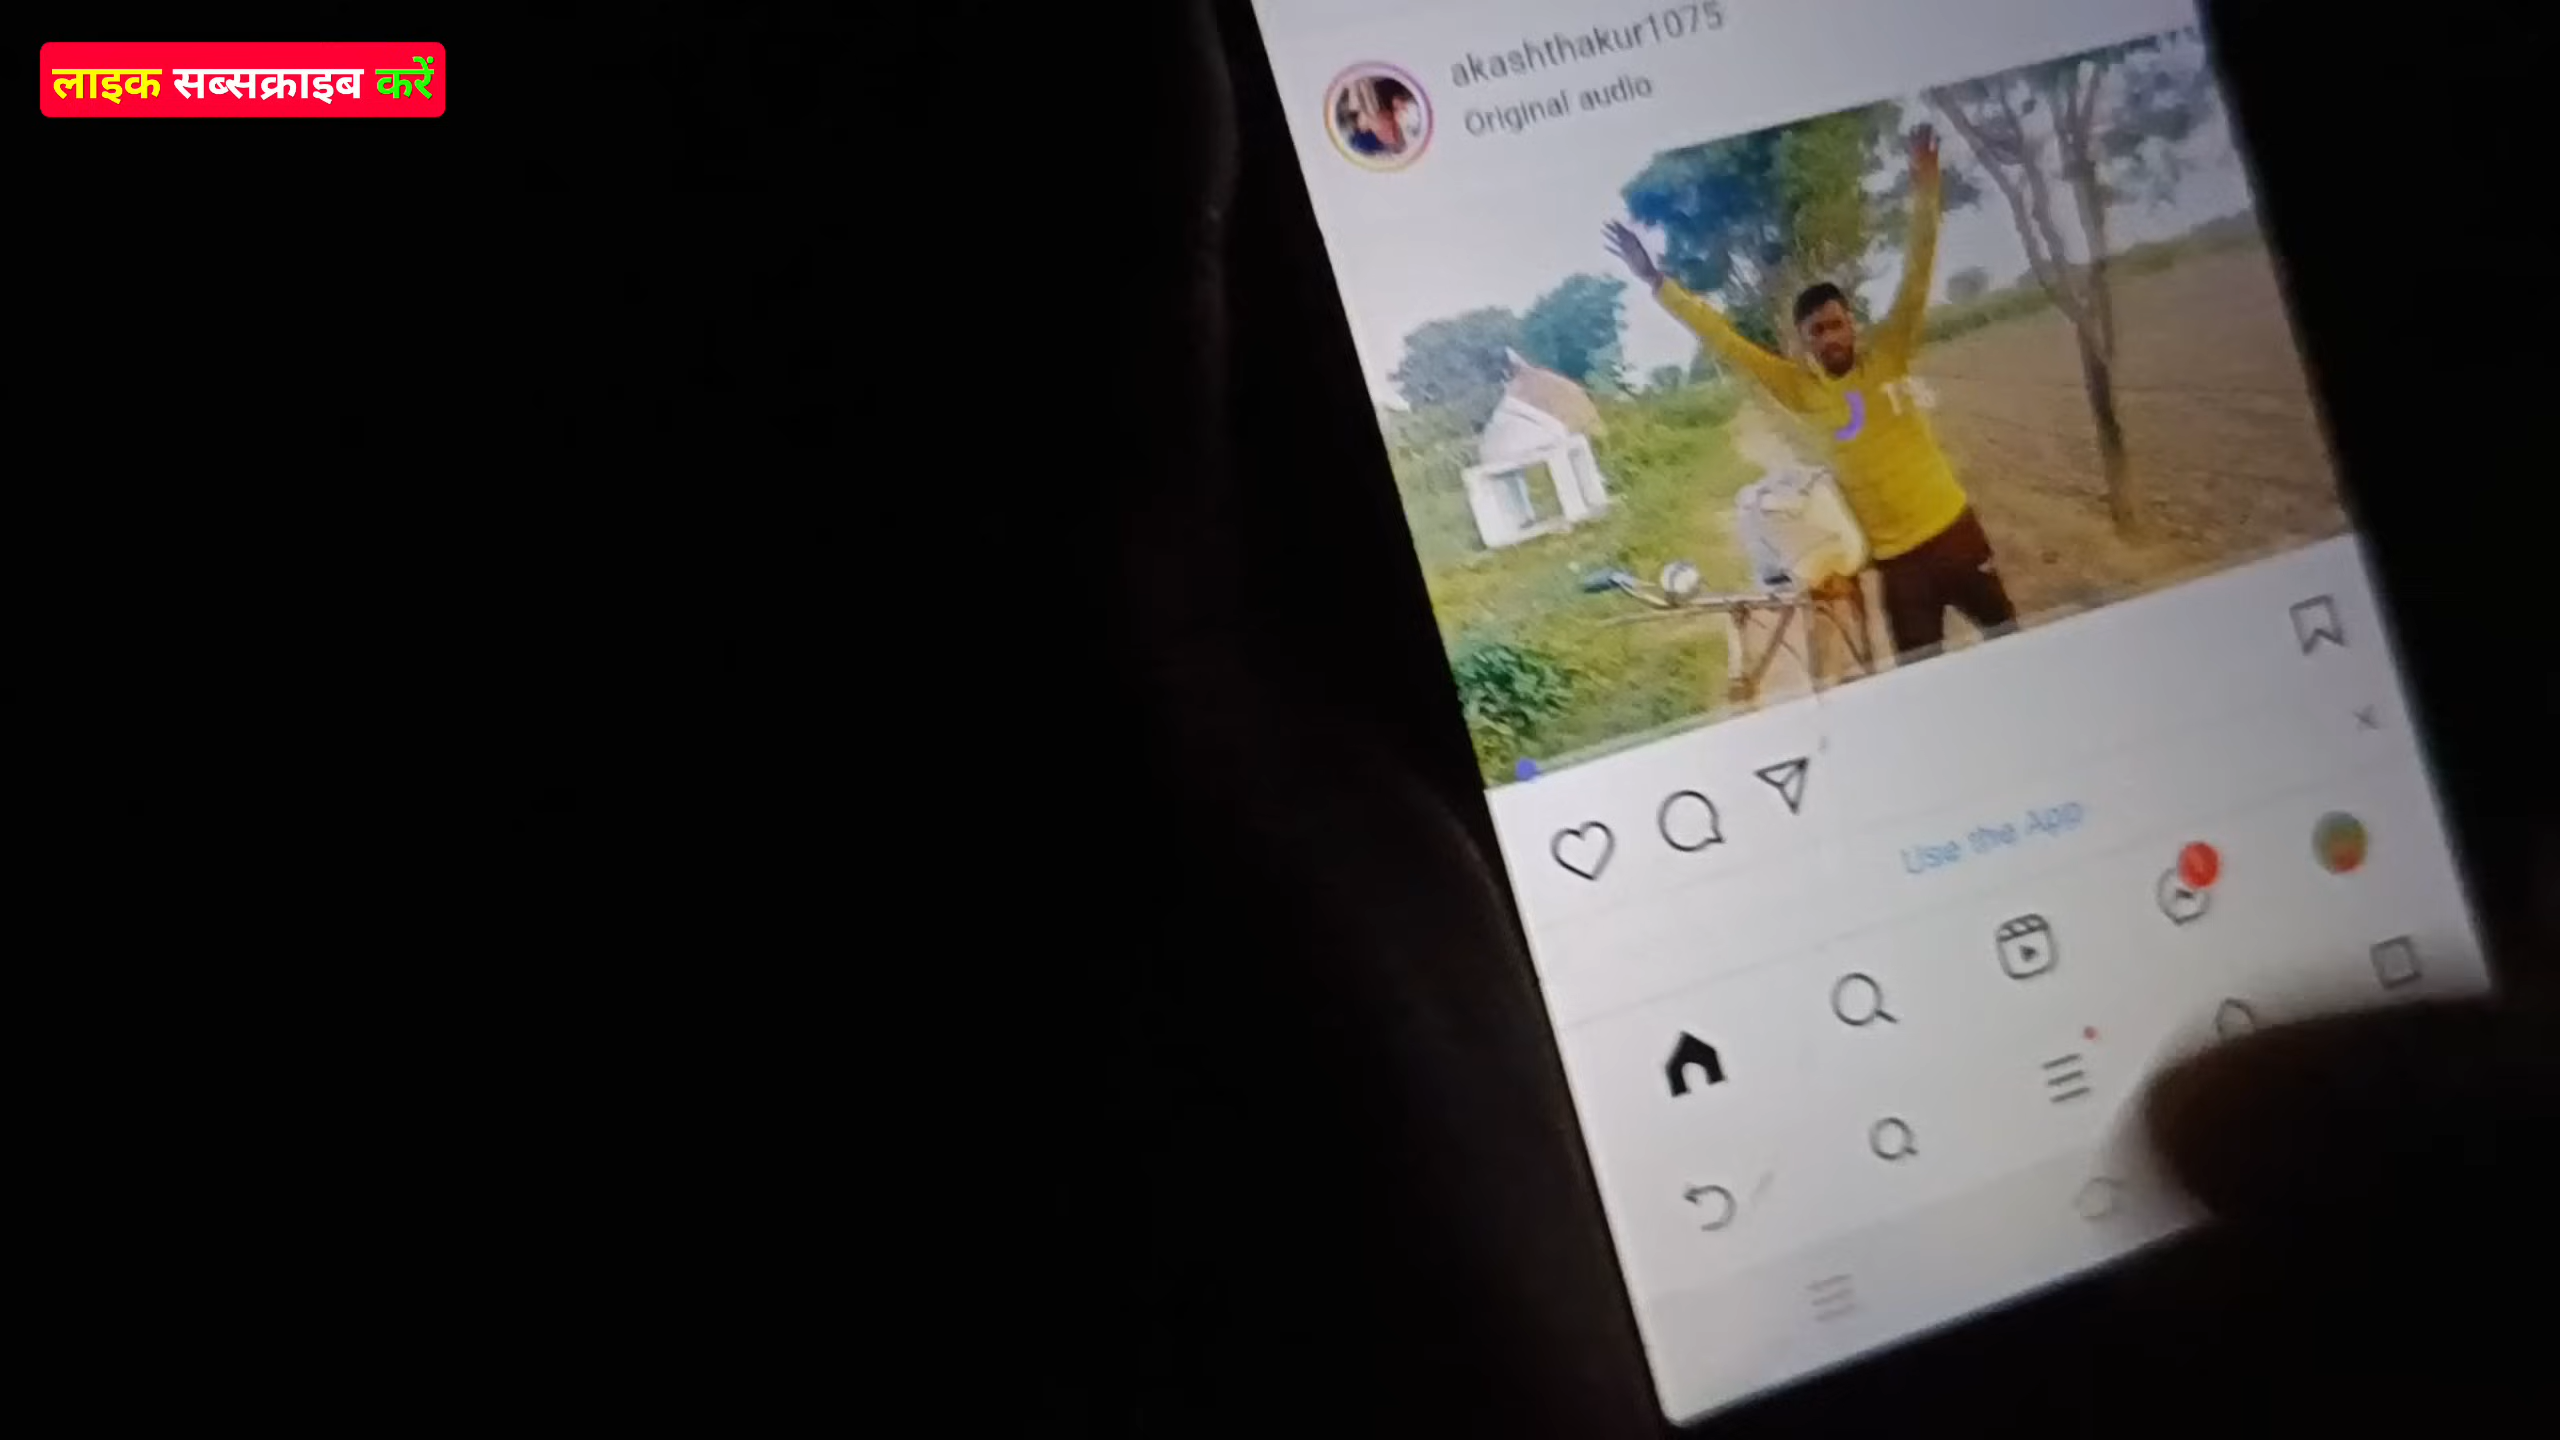 लाइक सब्सक्राइब करें
akashthakur1075
Original audio
Use the App